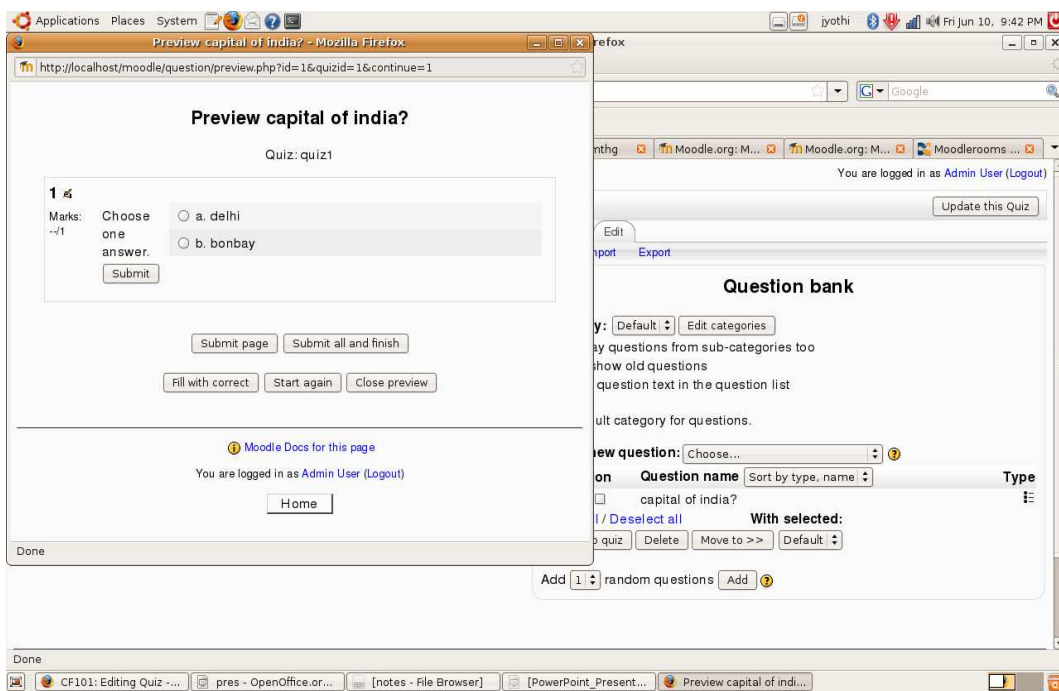 Applications Places System
jyothi Fri Jun 10, 9:42 PM
Preview capital of india? - Mozilla Firefox
http://localhost/moodle/question/preview.php?id=1&quizid=1&continue=1
Preview capital of india?
Quiz: quiz1
1
Marks:
--/1
Choose
one
answer.
a. delhi
b. bonbay
Submit
Submit page Submit all and finish
Fill with correct Start again Close preview
Moodle Docs for this page
You are logged in as Admin User (Logout)
Home
Done
refox
Google
mthg Moodle.org: M... Moodle.org: M... Moodlerooms ...
You are logged in as Admin User (Logout)
Update this Quiz
Edit
nport Export
Question bank
y: Default Edit categories
ay questions from sub-categories too
show old questions
question text in the question list
ult category for questions.
new question: Choose...
on Question name Sort by type, name Type
capital of india?
l / Deselect all With selected:
o quiz Delete Move to >> Default
Add 1 random questions Add
Done
CF101: Editing Quiz -... pres - OpenOffice.or... [notes - File Browser] [PowerPoint_Present... Preview capital of indi...